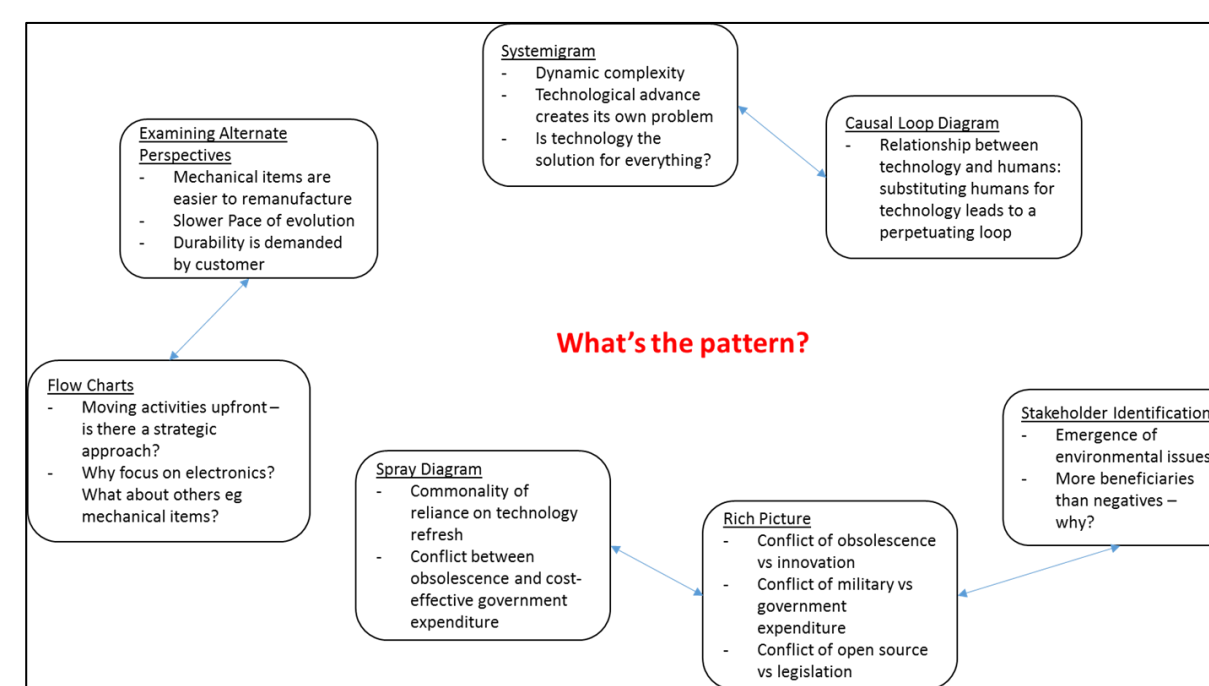 Systemigram
- Dynamic complexity
- Technological advance
creates its own problem
- Is technology the
solution for everything?
Causal Loop Diagram
- Relationship between
technology and humans:
substituting humans for
technology leads to a
perpetuating loop
Examining Alternate
Perspectives
- Mechanical items are
easier to remanufacture
- Slower Pace of evolution
- Durability is demanded
by customer
What's the pattern?
Flow Charts
- Moving activities upfront –
is there a strategic
approach?
- Why focus on electronics?
What about others eg
mechanical items?
Spray Diagram
- Commonality of
reliance on technology
refresh
- Conflict between
obsolescence and cost-
effective government
expenditure
Rich Picture
- Conflict of obsolescence
vs innovation
- Conflict of military vs
government
expenditure
- Conflict of open source
vs legislation
Stakeholder Identification
- Emergence of
environmental issues
- More beneficiaries
than negatives –
why?